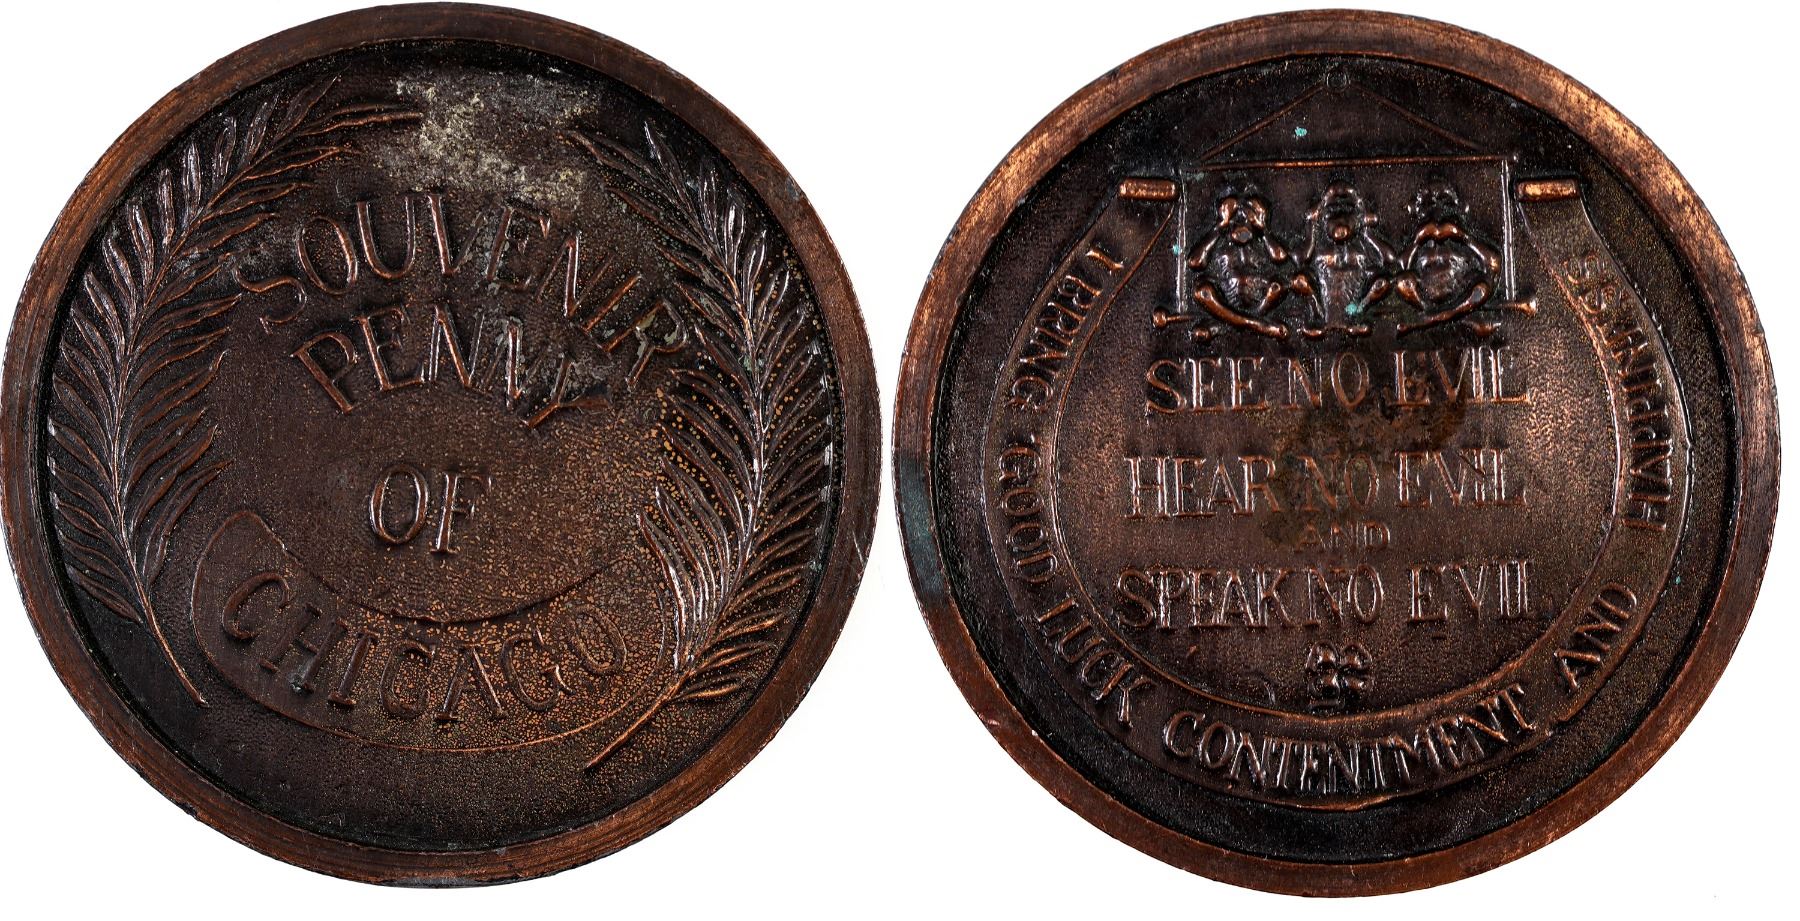 SOUVENIR
PENNY
OF
CHICAGO
SEE NO EVIL
HEAR NO EVIL
AND
SPEAK NO EVIL
I BRING GOOD LUCK CONTENTMENT AND HAPPINESS